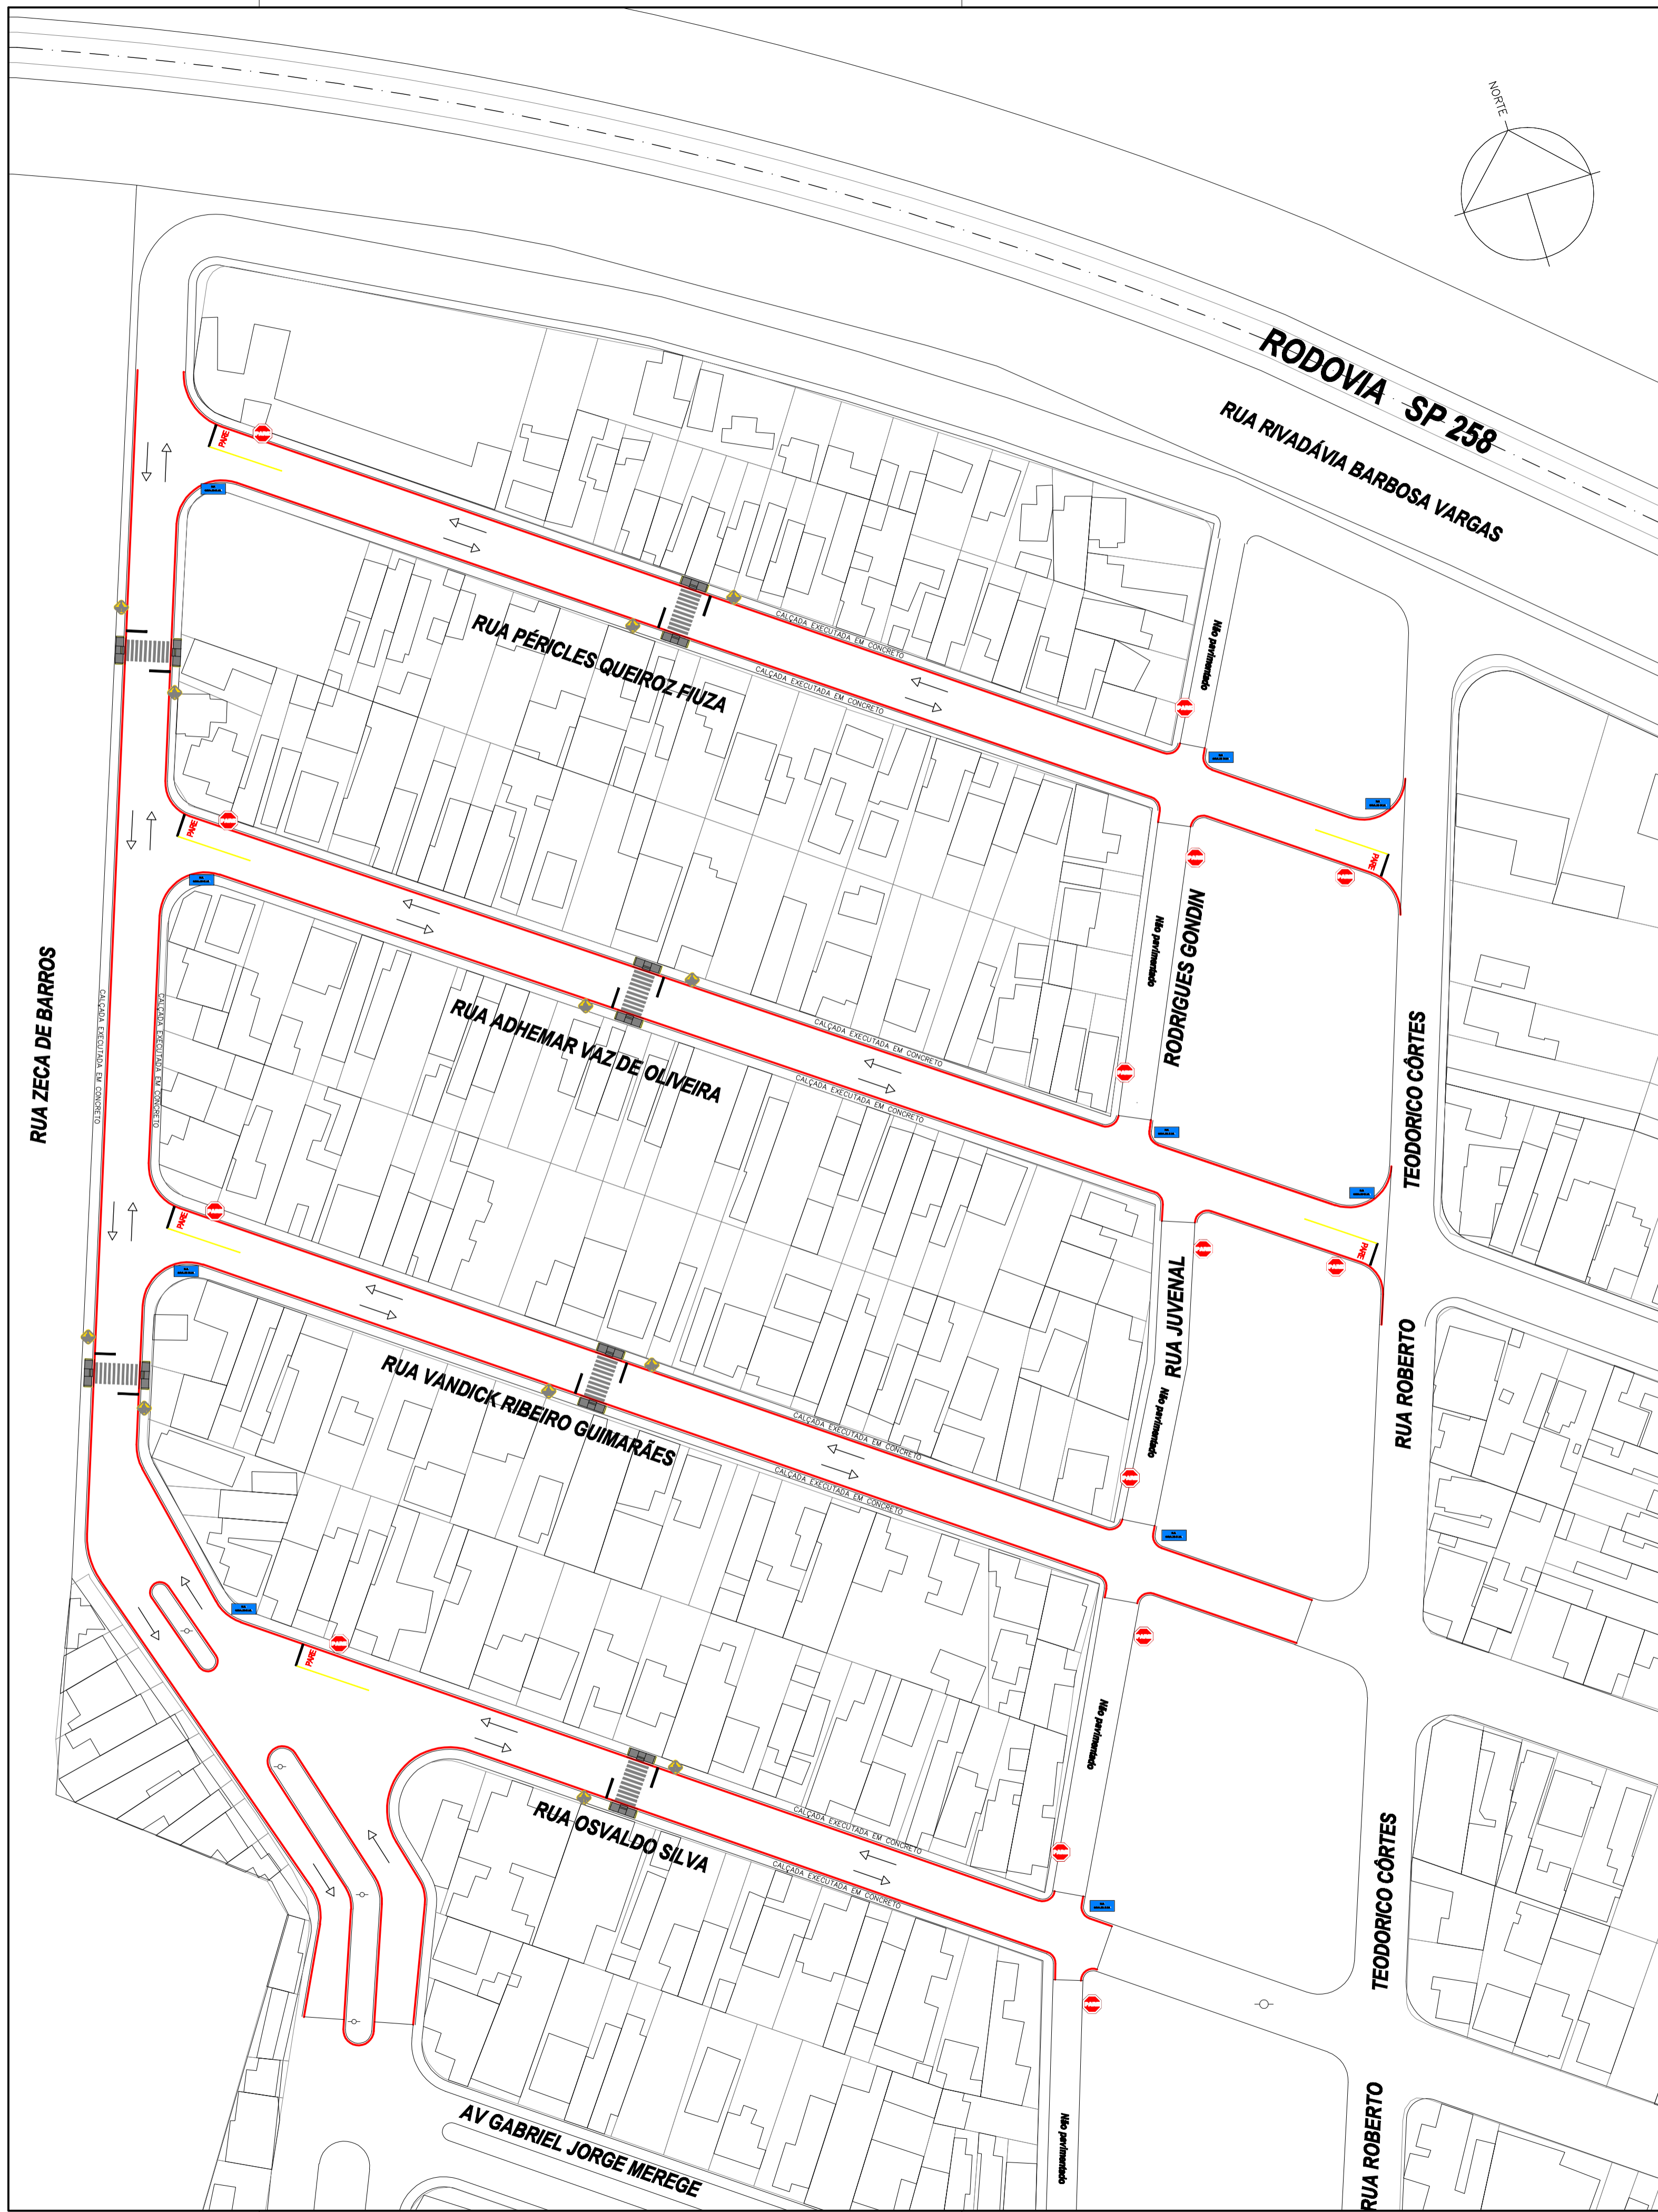 NORTE
RODOVIA SP 258
RUA RIVADÁVIA BARBOSA VARGAS
PARE
CALÇADA EXECUTADA EM CONCRETO
RUA PÉRICLES QUEIROZ FIUZA
CALÇADA EXECUTADA EM CONCRETO
Não pavimentado
PARE
PARE
RUA ZECA DE BARROS
CALÇADA EXECUTADA EM CONCRETO
CALÇADA EXECUTADA EM CONCRETO
RUA ADHEMAR VAZ DE OLIVEIRA
CALÇADA EXECUTADA EM CONCRETO
CALÇADA EXECUTADA EM CONCRETO
Não pavimentado
RODRIGUES GONDIN
TEODORICO CÔRTES
PARE
PARE
RUA VANDICK RIBEIRO GUIMARÃES
CALÇADA EXECUTADA EM CONCRETO
CALÇADA EXECUTADA EM CONCRETO
Não pavimentado
RUA JUVENAL
RUA ROBERTO
PARE
RUA OSVALDO SILVA
CALÇADA EXECUTADA EM CONCRETO
CALÇADA EXECUTADA EM CONCRETO
Não pavimentado
TEODORICO CÔRTES
AV GABRIEL JORGE MEREGE
Não pavimentado
RUA ROBERTO